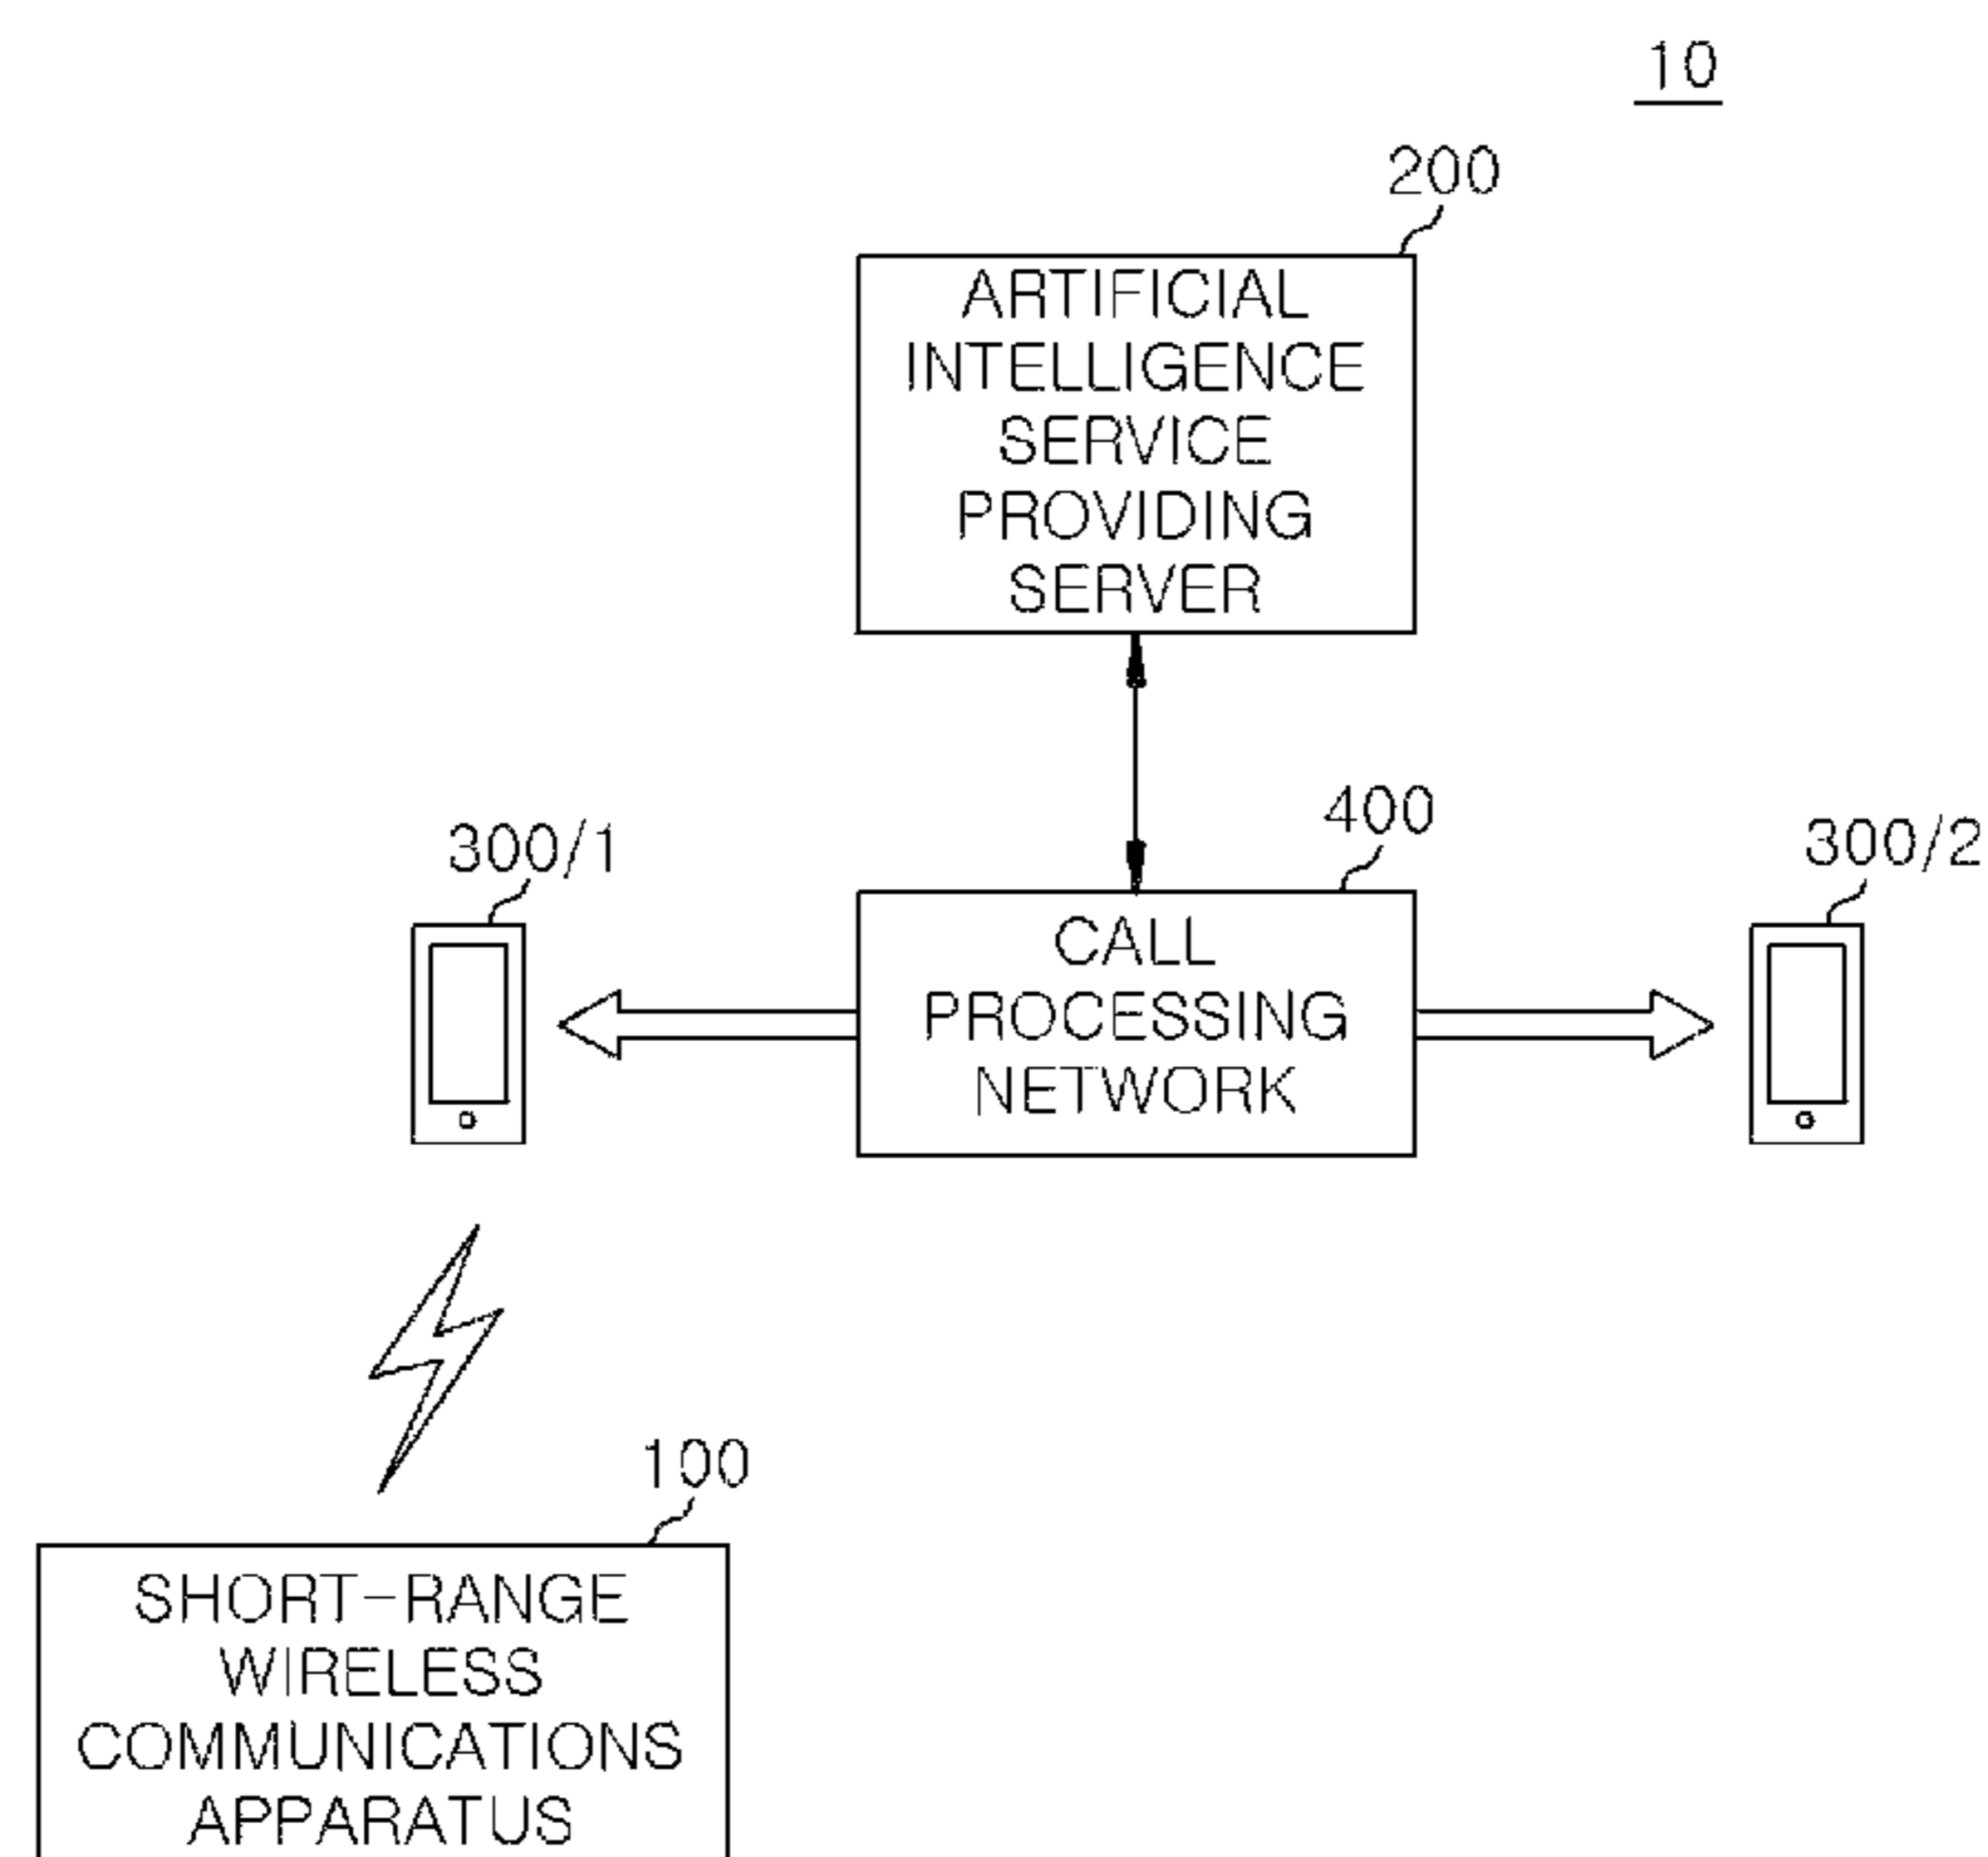 10
200
ARTIFICIAL
INTELLIGENCE
SERVICE
PROVIDING
SERVER
300/1
400
300/2
CALL
PROCESSING
NETWORK
100
SHORT-RANGE
WIRELESS
COMMUNICATIONS
APPARATUS